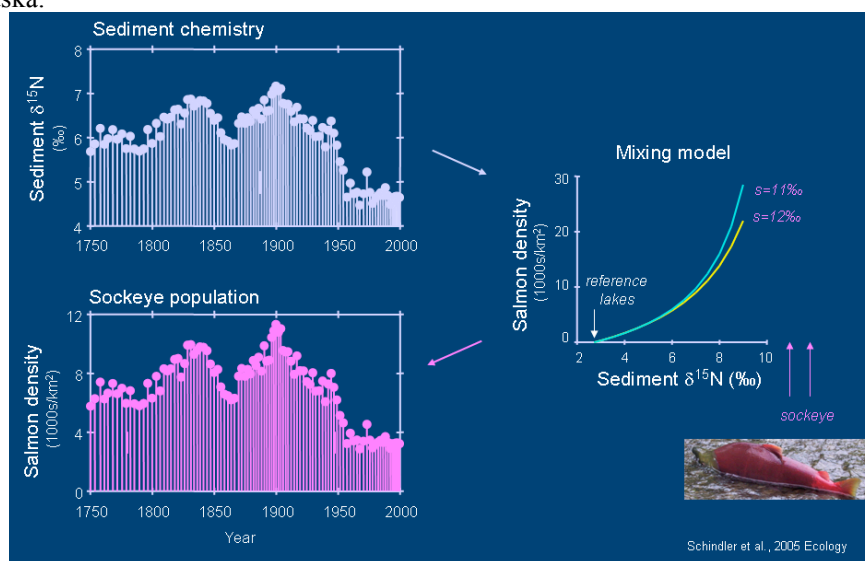 Sediment chemistry
8
7
6
5
4
Sediment δ¹⁵N
(‰)
1750 1800 1850 1900 1950 2000
Sockeye population
12
8
4
0
Salmon density
(1000s/km²)
1750 1800 1850 1900 1950 2000
Year
Mixing model
30
20
10
0
Salmon density
(1000s/km²)
s=11‰
s=12‰
reference
lakes
2 4 6 8 10
Sediment δ¹⁵N (‰)
sockeye
Schindler et al., 2005 Ecology